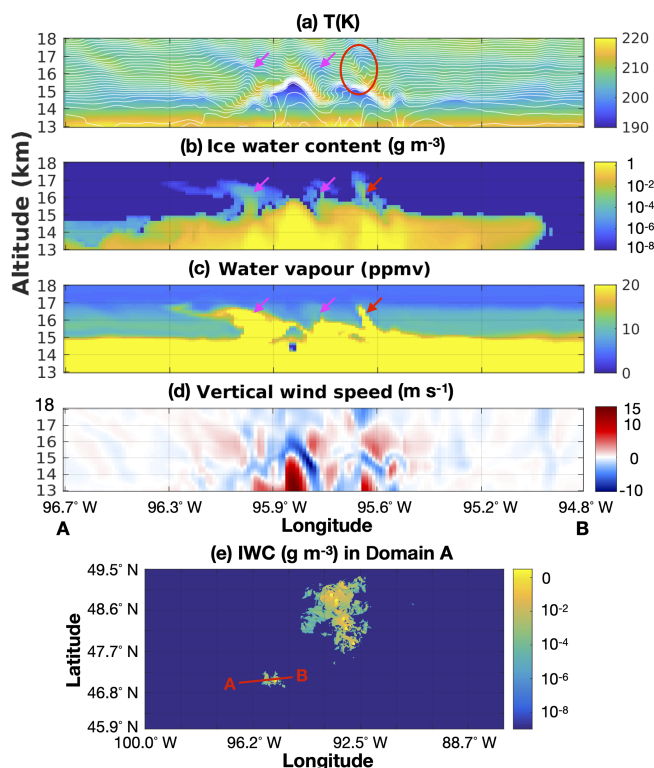 (a) T(K)
18
17
16
15
14
13
220
210
200
190
(b) Ice water content (g m-3)
18
17
16
15
14
13
1
10-2
10-4
10-6
10-8
Altitude (km)
(c) Water vapour (ppmv)
18
17
16
15
14
13
20
10
0
(d) Vertical wind speed (m s-1)
18
17
16
15
14
13
15
10
5
0
-5
-10
96.7° W 96.3° W 95.9° W 95.6° W 95.2° W 94.8° W
A Longitude B
(e) IWC (g m-3) in Domain A
49.5° N
48.6° N
47.7° N
46.8° N
45.9° N
Latitude
A B
0
10-2
10-4
10-6
10-8
100.0° W 96.2° W 92.5° W 88.7° W
Longitude